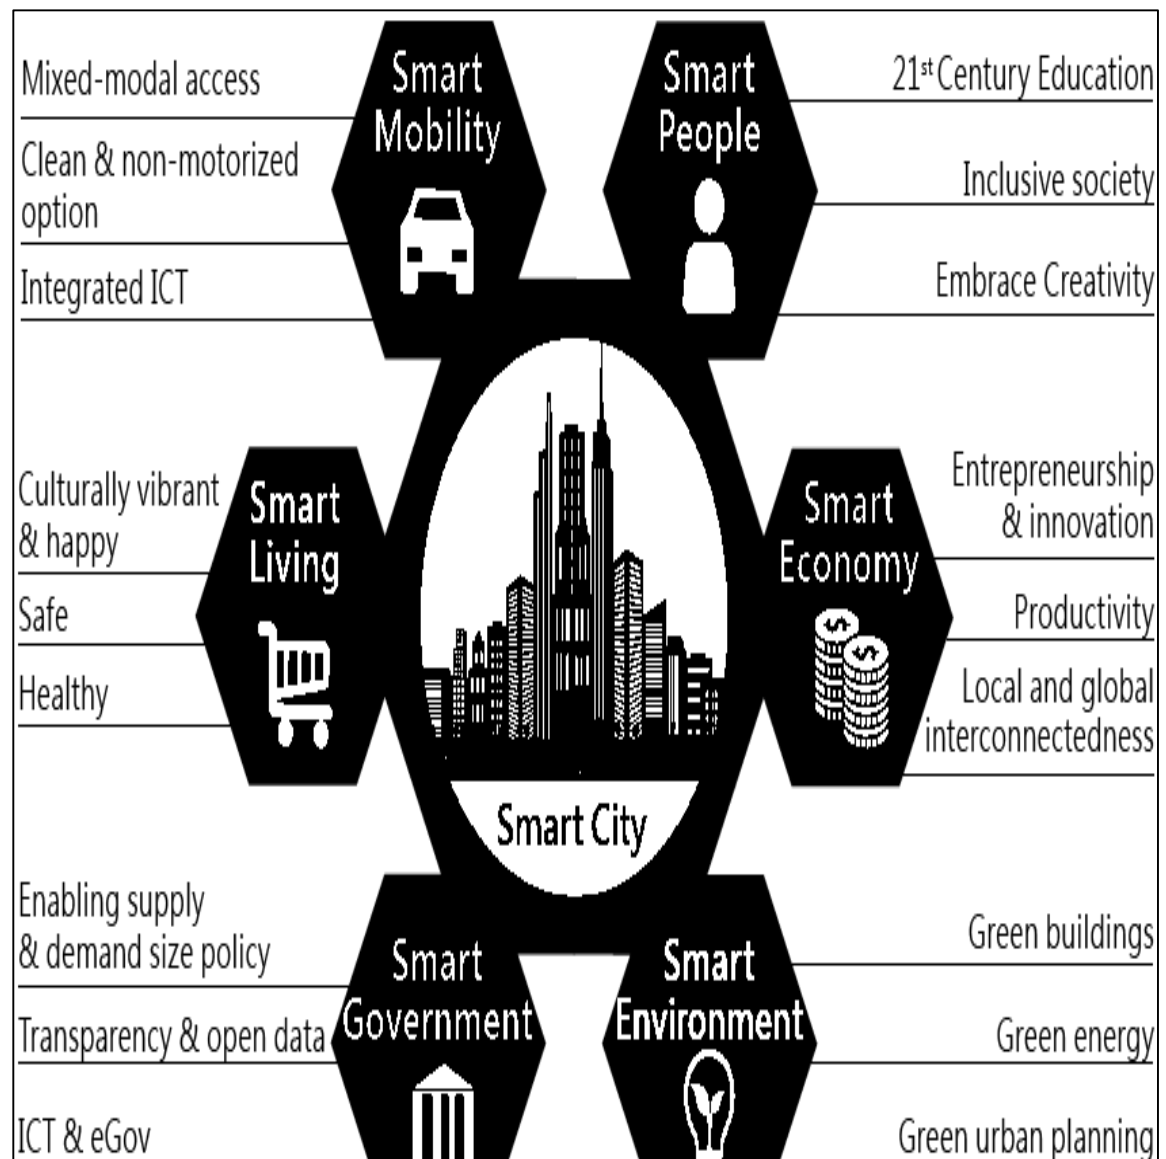 Smart
Mobility
Mixed-modal access
Clean & non-motorized
option
Integrated ICT
Smart
People
21st Century Education
Inclusive society
Embrace Creativity
Smart
Living
Culturally vibrant
& happy
Safe
Healthy
Smart
Economy
Entrepreneurship
& innovation
Productivity
Local and global
interconnectedness
Smart City
Smart
Government
Enabling supply
& demand size policy
Transparency & open data
ICT & eGov
Smart
Environment
Green buildings
Green energy
Green urban planning